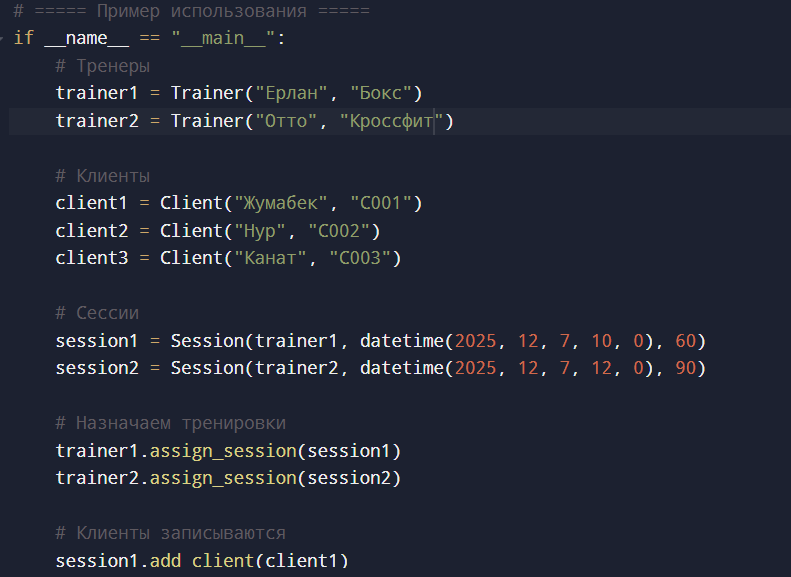 # ===== Пример использования =====
if __name__ == "__main__":
# Тренеры
trainer1 = Trainer("Ерлан", "Бокс")
trainer2 = Trainer("Отто", "Кроссфит")
# Клиенты
client1 = Client("Жумабек", "C001")
client2 = Client("Нур", "C002")
client3 = Client("Канат", "C003")
# Сессии
session1 = Session(trainer1, datetime(2025, 12, 7, 10, 0), 60)
session2 = Session(trainer2, datetime(2025, 12, 7, 12, 0), 90)
# Назначаем тренировки
trainer1.assign_session(session1)
trainer2.assign_session(session2)
# Клиенты записываются
session1.add_client(client1)